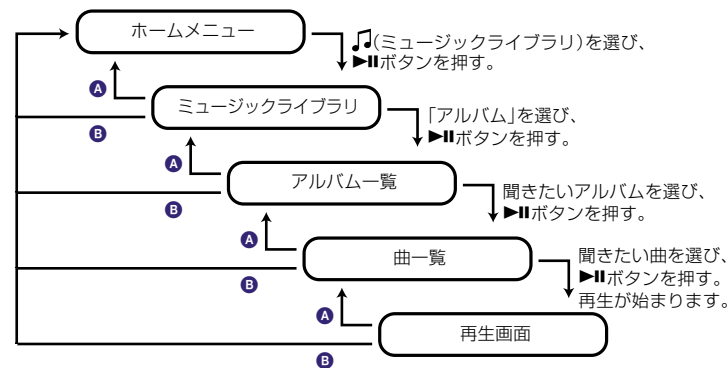 ホームメニュー
♫(ミュージックライブラリ)を選び、
▶IIボタンを押す。
A
ミュージックライブラリ
B
「アルバム」を選び、
▶IIボタンを押す。
A
アルバム一覧
B
聞きたいアルバムを選び、
▶IIボタンを押す。
A
曲一覧
B
聞きたい曲を選び、
▶IIボタンを押す。
再生が始まります。
A
再生画面
B